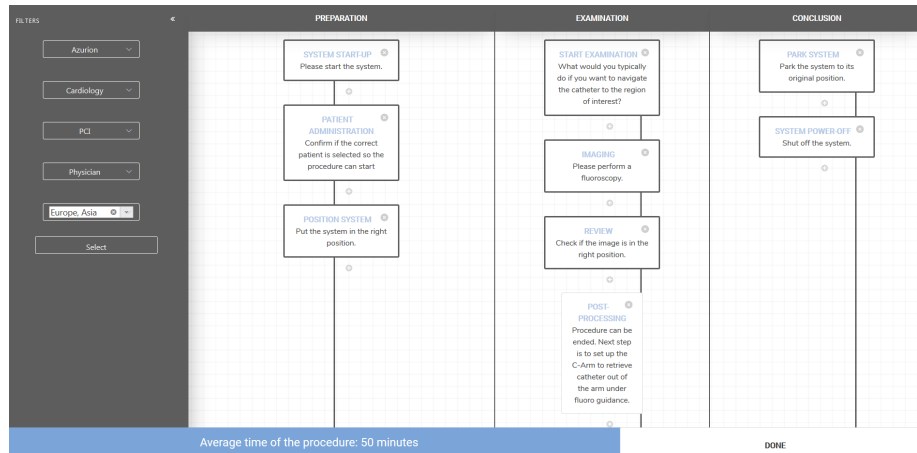 FILTERS
«
Azurion
Cardiology
PCI
Physician
Europe, Asia
Select
PREPARATION
SYSTEM START-UP
Please start the system.
PATIENT
ADMINISTRATION
Confirm if the correct
patient is selected so the
procedure can start
POSITION SYSTEM
Put the system in the right
position.
EXAMINATION
START EXAMINATION
What would you typically
do if you want to navigate
the catheter to the region
of interest?
IMAGING
Please perform a
fluoroscopy.
REVIEW
Check if the image is in the
right position.
POST-
PROCESSING
Procedure can be
ended. Next step
is to set up the
C-Arm to retrieve
catheter out of
the arm under
fluoro guidance.
CONCLUSION
PARK SYSTEM
Park the system to its
original position.
SYSTEM POWER-OFF
Shut off the system.
Average time of the procedure: 50 minutes
DONE